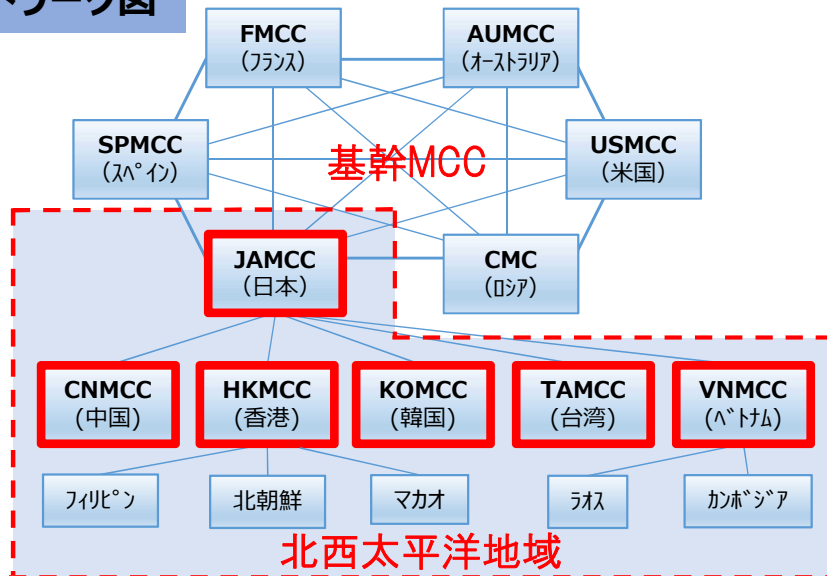 トワーク図
FMCC
(フランス)
AUMCC
(オーストラリア)
SPMCC
(スペイン)
基幹MCC
USMCC
(米国)
JAMCC
(日本)
CMC
(ロシア)
CNMCC
(中国)
HKMCC
(香港)
KOMCC
(韓国)
TAMCC
(台湾)
VNMCC
(ベトナム)
フィリピン
北朝鮮
マカオ
ラオス
カンボジア
北西太平洋地域